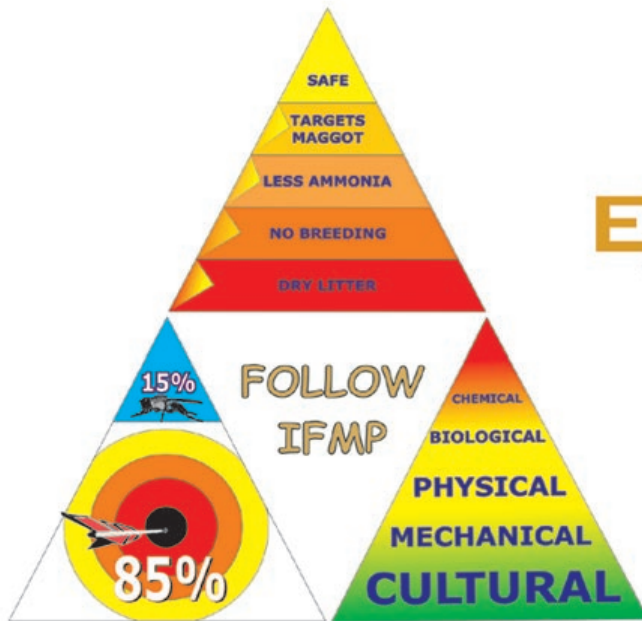 SAFE
TARGETS
MAGGOT
LESS AMMONIA
NO BREEDING
DRY LITTER
E
15%
FOLLOW
IFMP
85%
CHEMICAL
BIOLOGICAL
PHYSICAL
MECHANICAL
CULTURAL